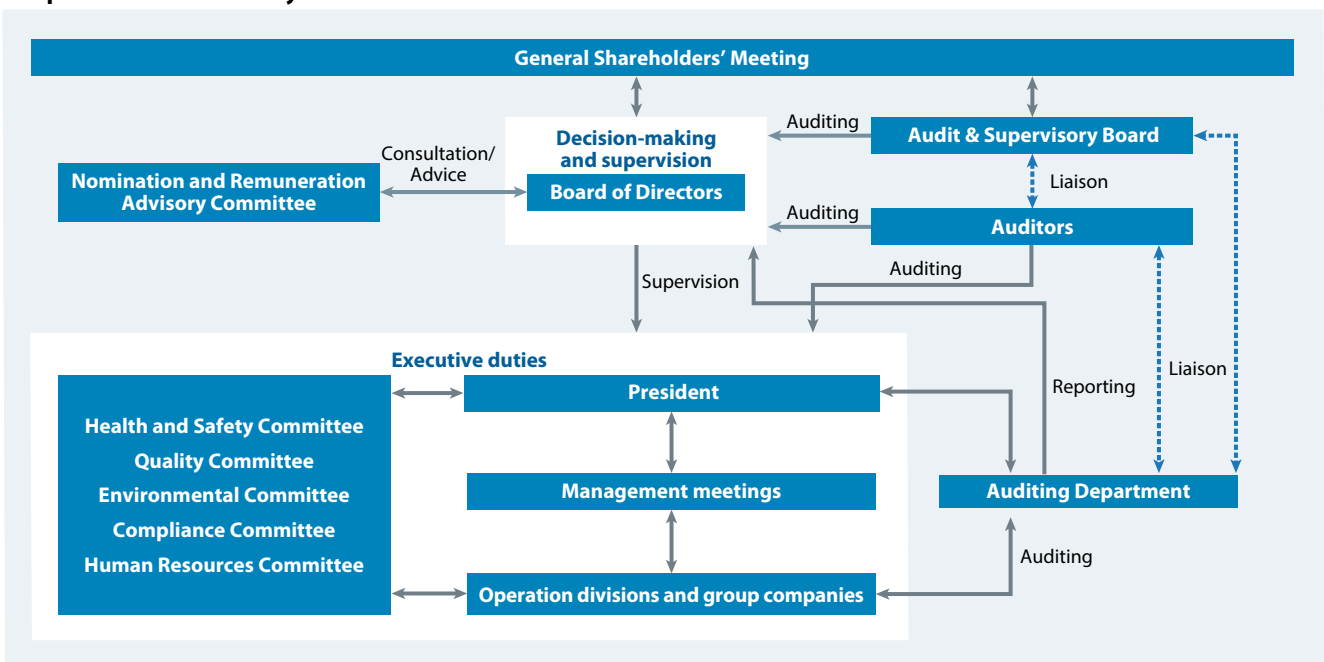 General Shareholders’ Meeting
Decision-making
and supervision
Board of Directors
Auditing
Audit & Supervisory Board
Consultation/
Advice
Nomination and Remuneration
Advisory Committee
Liaison
Auditing
Auditors
Supervision
Auditing
Executive duties
President
Reporting
Liaison
Health and Safety Committee
Quality Committee
Environmental Committee
Compliance Committee
Human Resources Committee
Management meetings
Auditing Department
Auditing
Operation divisions and group companies